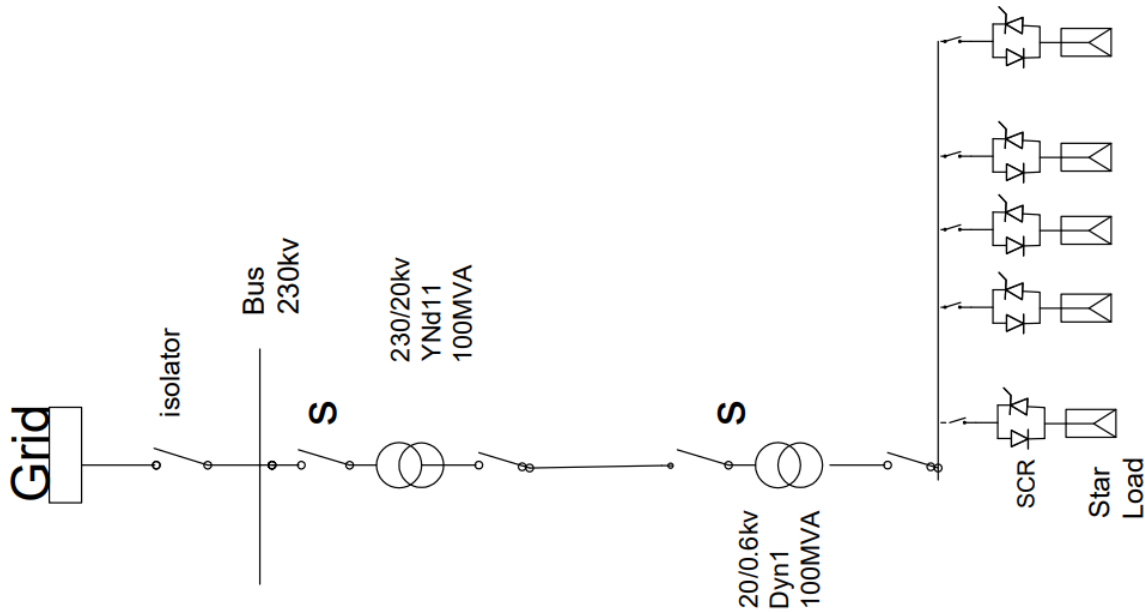 Grid
isolator
Bus
230kv
S
230/20kv
YNd11
100MVA
S
20/0.6kv
Dyn1
100MVA
SCR
Star
Load